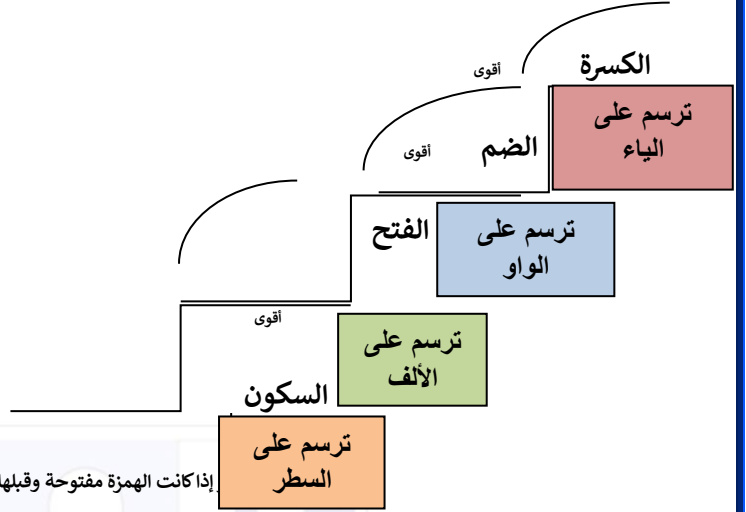 الكسرة
أقوى
ترسم على
الياء
الضم
أقوى
ترسم على
الواو
الفتح
أقوى
ترسم على
الألف
السكون
ترسم على
السطر
إذا كانت الهمزة مفتوحة وقبلها